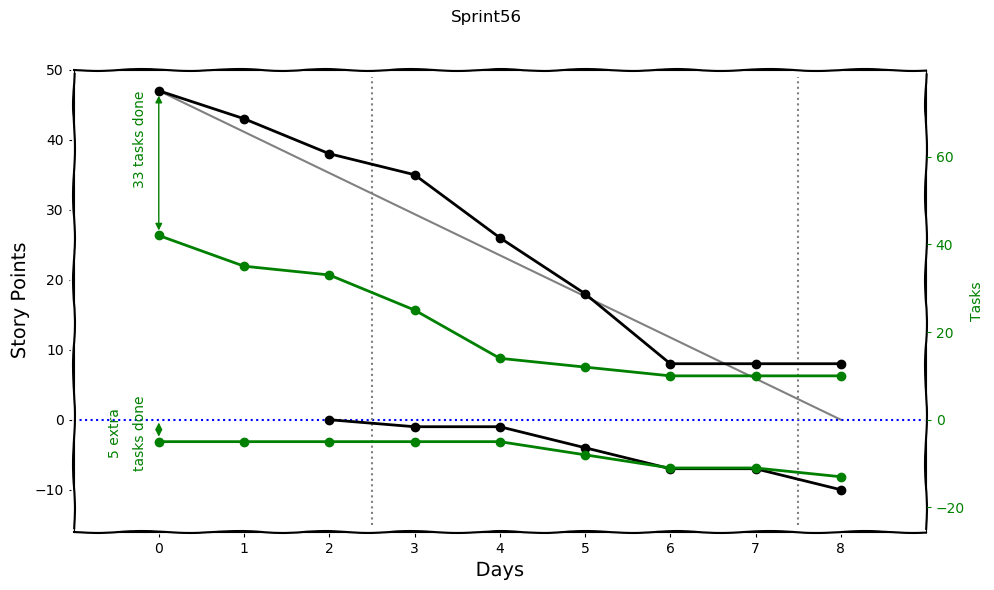 Sprint56
50
40
30
20
10
0
−10
Story Points
33 tasks done
5 extra
tasks done
60
40
20
0
−20
Tasks
0 1 2 3 4 5 6 7 8
Days